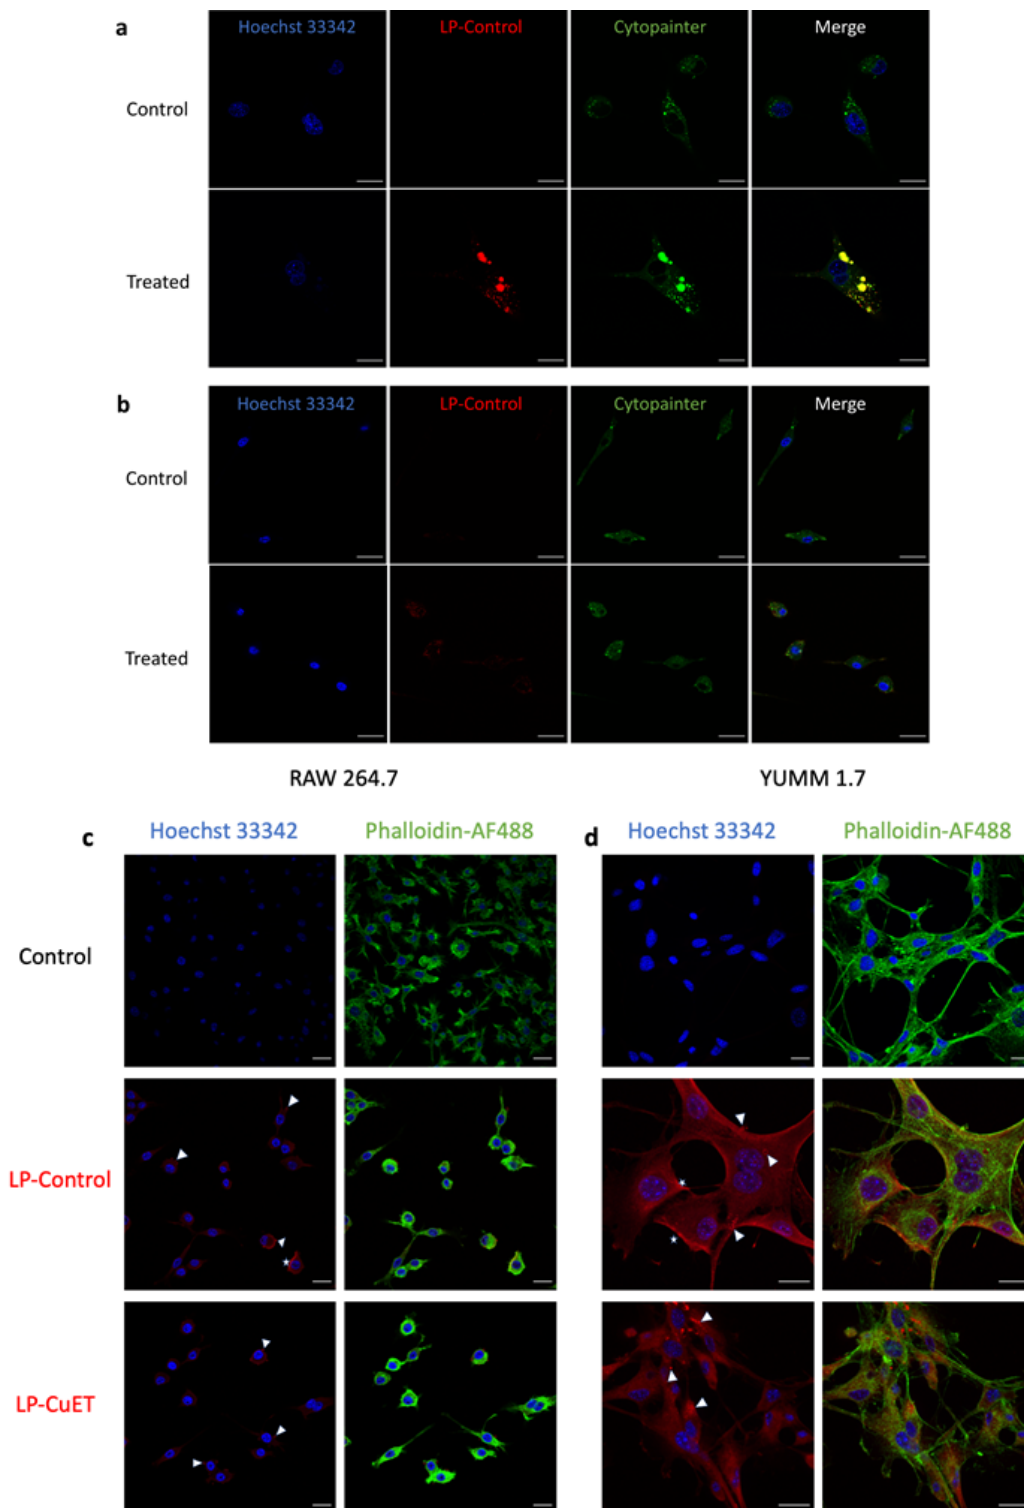 a
Hoechst 33342 LP-Control Cytopainter Merge
Control
Treated
b
Hoechst 33342 LP-Control Cytopainter Merge
Control
Treated
RAW 264.7 YUMM 1.7
c Hoechst 33342 Phalloidin-AF488 d Hoechst 33342 Phalloidin-AF488
Control
LP-Control
LP-CuET